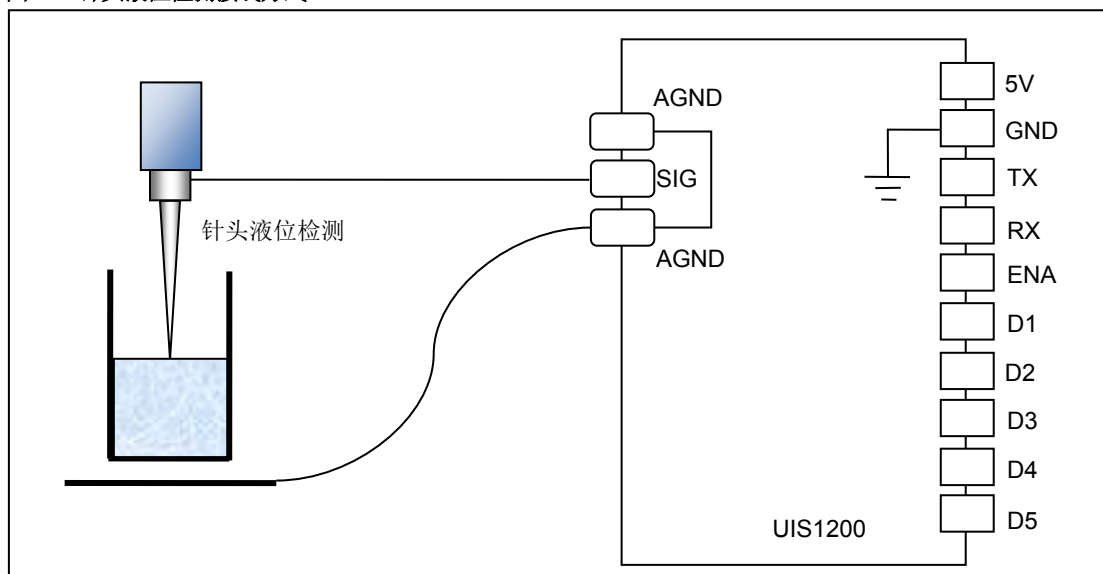 AGND
5V
GND
SIG
TX
针头液位检测
RX
AGND
ENA
D1
D2
D3
D4
D5
UIS1200